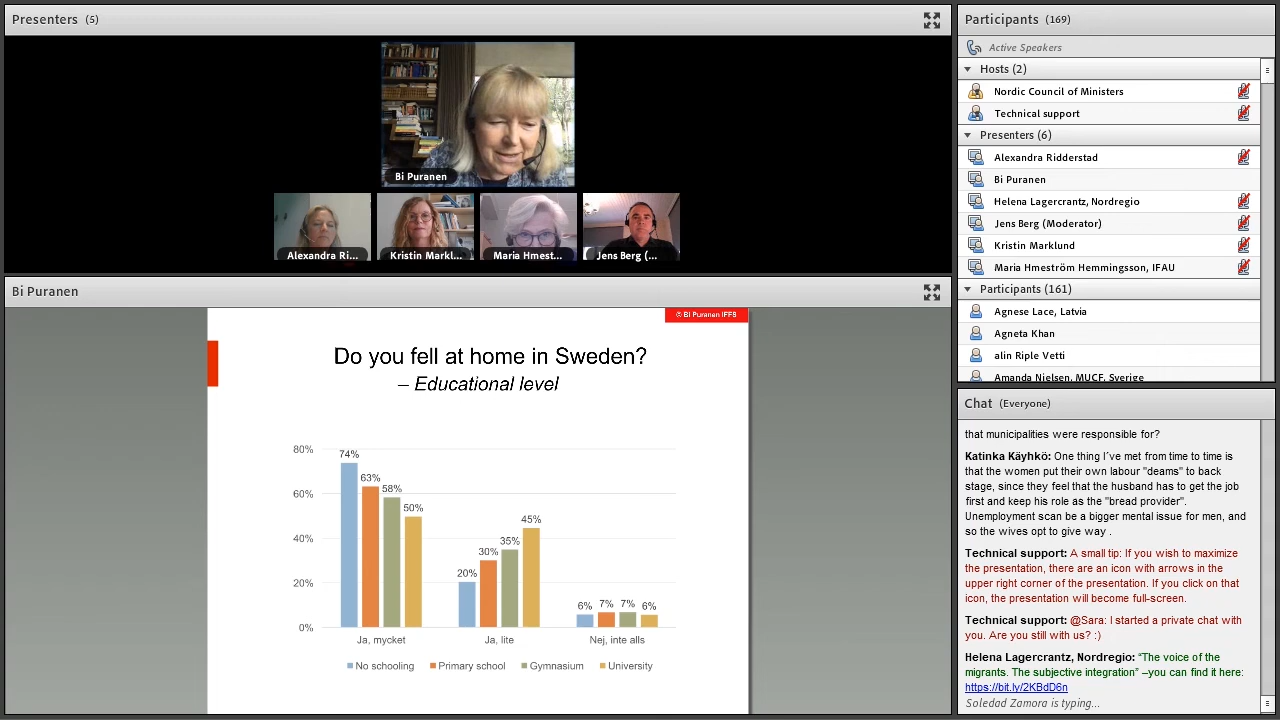 Presenters (5)
Bi Puranen
Alexandra Ri...
Kristin Markl...
Maria Hmest...
Jens Berg (...
Bi Puranen
© Bi Puranen IFFS
Do you fell at home in Sweden?
– Educational level
80%
60%
40%
20%
0%
74%
63%
58%
50%
20%
30%
35%
45%
6%
7%
7%
6%
Ja, mycket
Ja, lite
Nej, inte alls
No schooling
Primary school
Gymnasium
University
Participants (169)
Active Speakers
Hosts (2)
Nordic Council of Ministers
Technical support
Presenters (6)
Alexandra Ridderstad
Bi Puranen
Helena Lagercrantz, Nordregio
Jens Berg (Moderator)
Kristin Marklund
Maria Hmeström Hemmingsson, IFAU
Participants (161)
Agnese Lace, Latvia
Agneta Khan
alin Riple Vetti
Amanda Nielsen, MUCF, Sverige
Chat (Everyone)
that municipalities were responsible for?
Katinka Käyhkö: One thing I´ve met from time to time is
that the women put their own labour "deams" to back
stage, since they feel that the husband has to get the job
first and keep his role as the "bread provider".
Unemployment scan be a bigger mental issue for men, and
so the wives opt to give way .
Technical support: A small tip: If you wish to maximize
the presentation, there are an icon with arrows in the
upper right corner of the presentation. If you click on that
icon, the presentation will become full-screen.
Technical support: @Sara: I started a private chat with
you. Are you still with us? :)
Helena Lagercrantz, Nordregio: “The voice of the
migrants. The subjective integration” –you can find it here:
https://bit.ly/2KBdD6n
Soledad Zamora is typing...